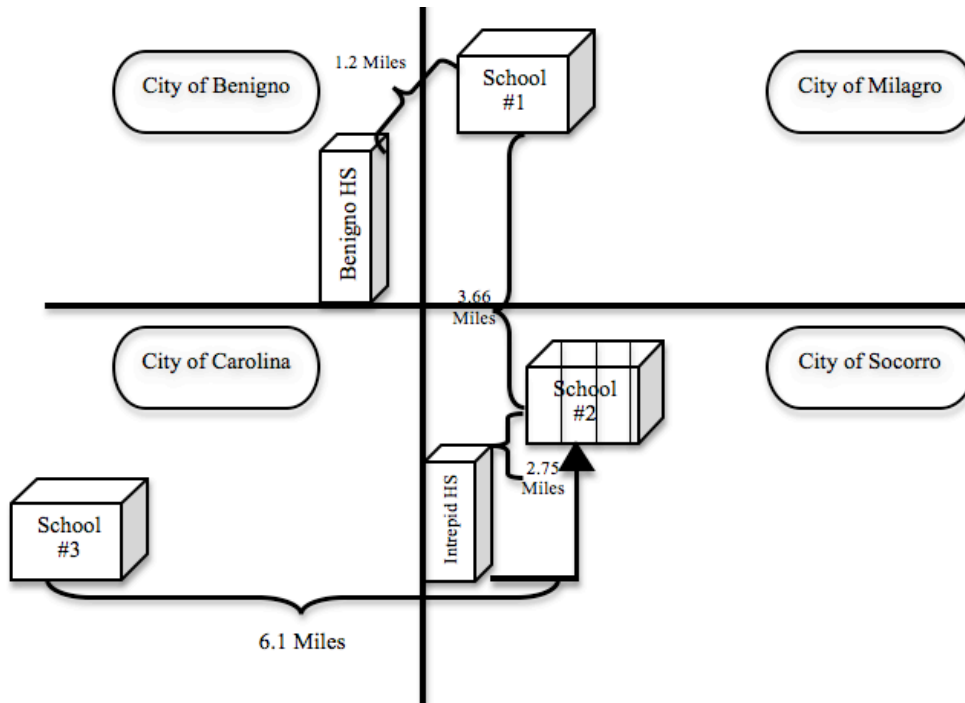 City of Benigno
1.2 Miles
School
#1
City of Milagro
Benigno HS
3.66
Miles
City of Carolina
School
#2
City of Socorro
Intrepid HS
2.75
Miles
School
#3
6.1 Miles